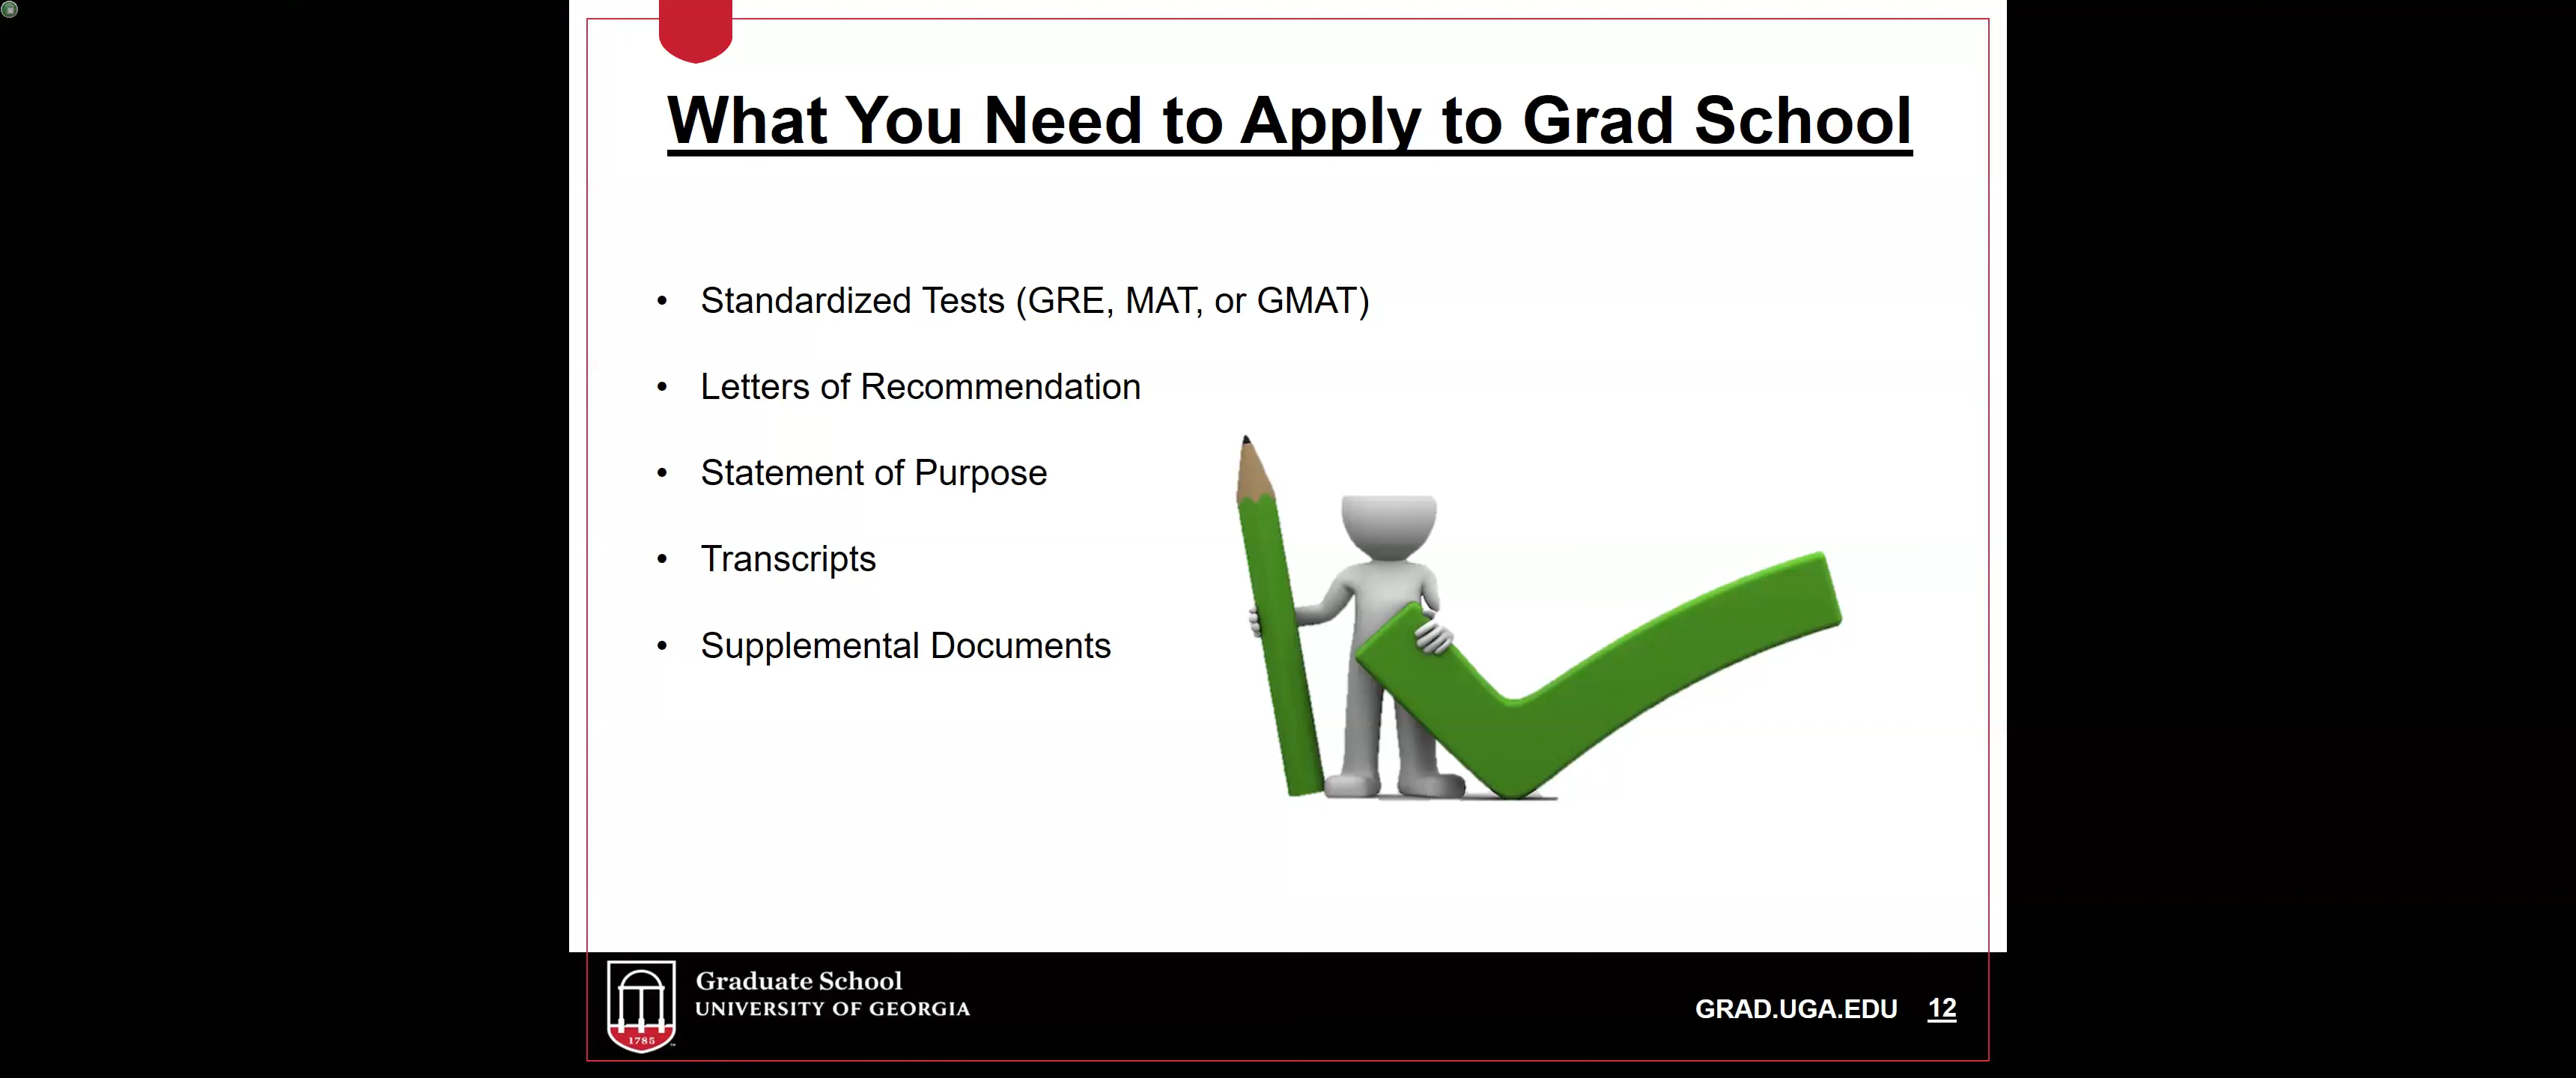 What You Need to Apply to Grad School
• Standardized Tests (GRE, MAT, or GMAT)
• Letters of Recommendation
• Statement of Purpose
• Transcripts
• Supplemental Documents
Graduate School
UNIVERSITY OF GEORGIA
1785
GRAD.UGA.EDU 12